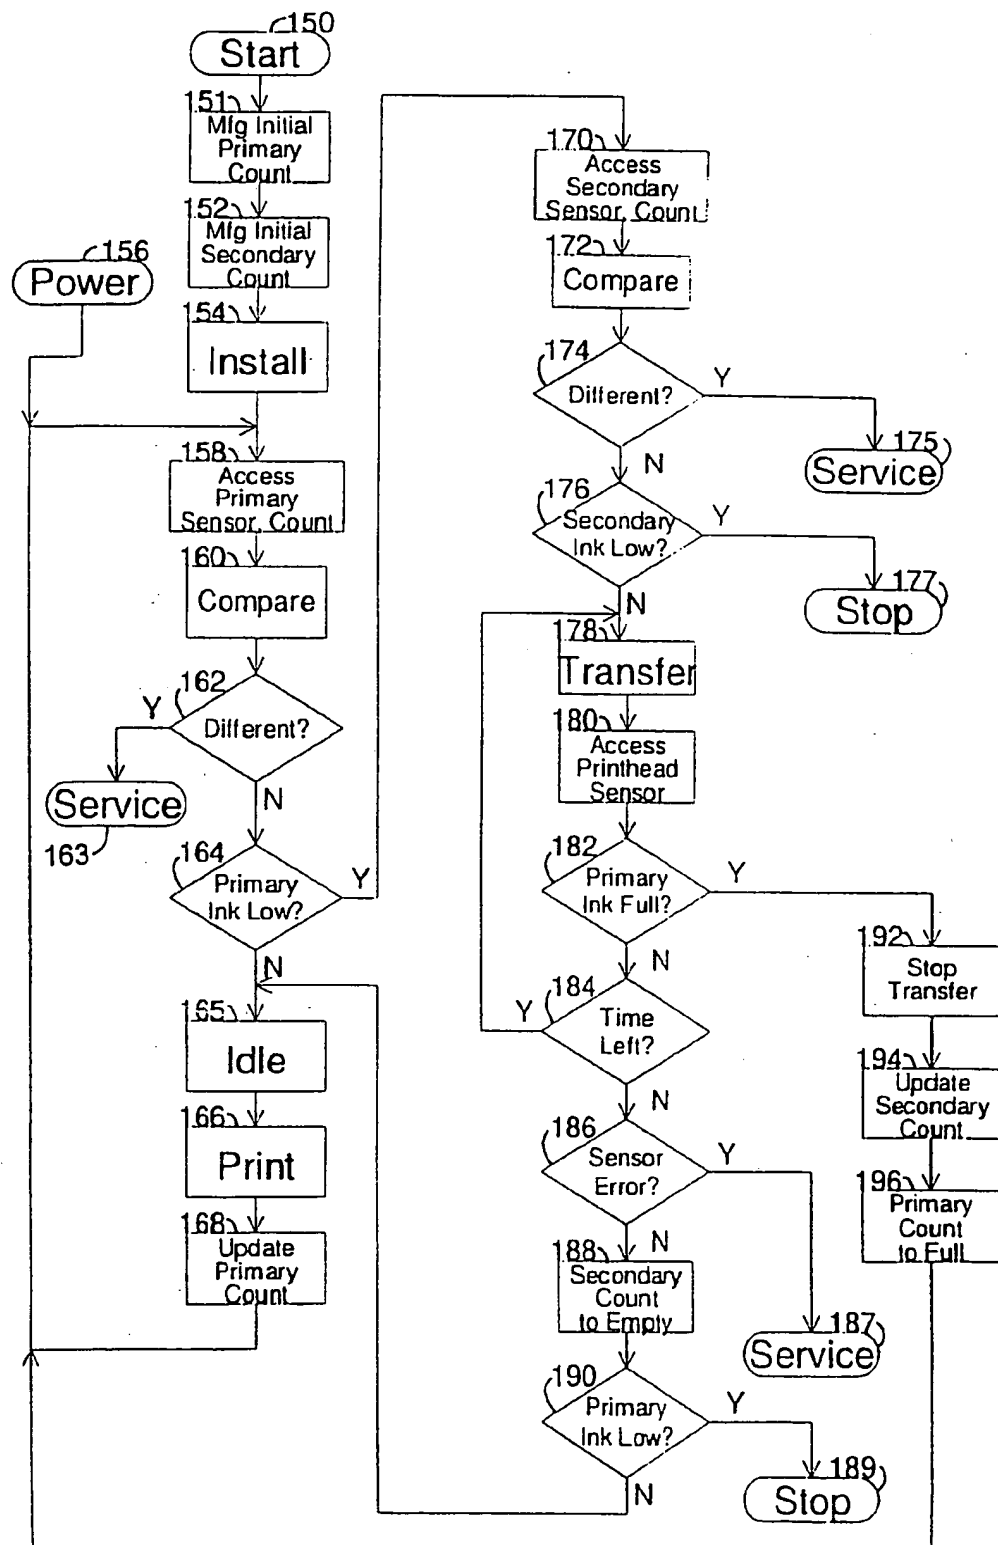 150
Start
151
Mfg Initial
Primary
Count
152
Mfg Initial
Secondary
Count
156
Power
154
Install
158
Access
Primary
Sensor, Count
160
Compare
162
Different?
Y
N
Service
163
164
Primary
Ink Low?
Y
N
165
Idle
166
Print
168
Update
Primary
Count
170
Access
Secondary
Sensor, Count
172
Compare
174
Different?
Y
N
175
Service
176
Secondary
Ink Low?
Y
N
177
Stop
178
Transfer
180
Access
Printhead
Sensor
182
Primary
Ink Full?
Y
N
184
Time
Left?
Y
N
186
Sensor
Error?
Y
N
187
Service
188
Secondary
Count
to Empty
190
Primary
Ink Low?
Y
N
189
Stop
192
Stop
Transfer
194
Update
Secondary
Count
196
Primary
Count
to Full